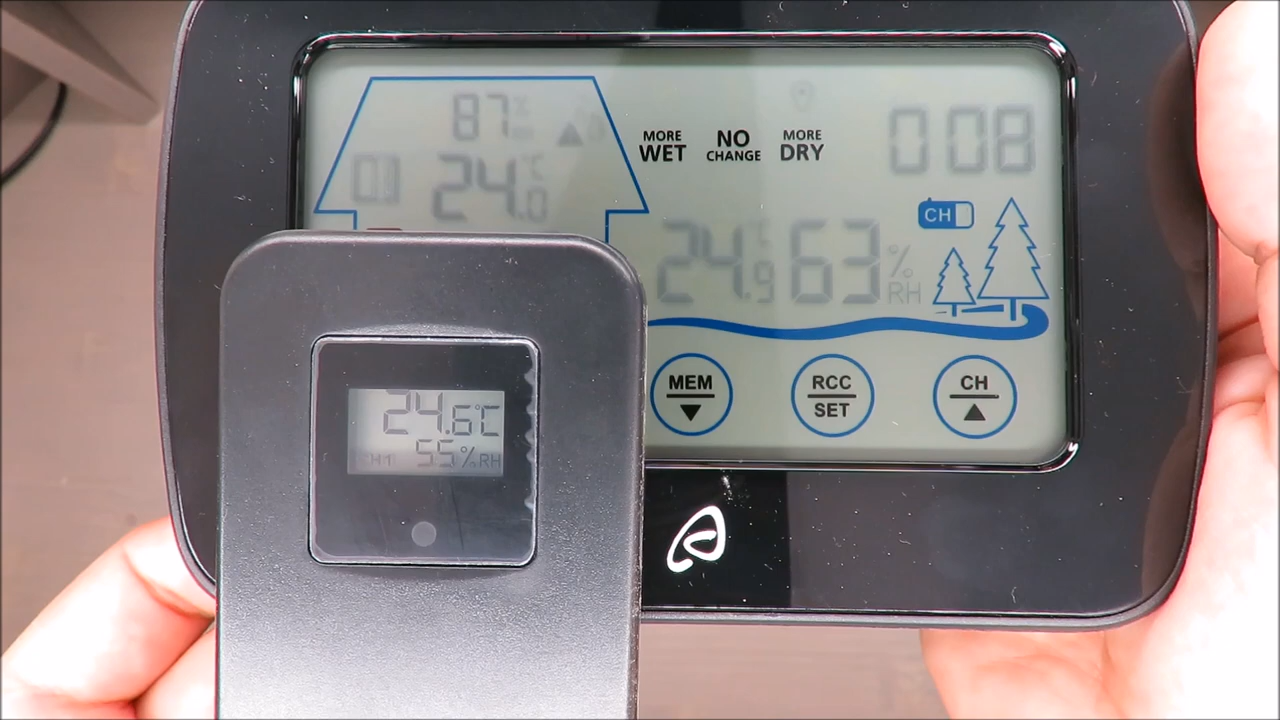 87%
24.0 °C
MORE WET
NO CHANGE
MORE DRY
008
CH
24.9 °C 63 % RH
MEM
RCC
SET
CH
24.6°C
CH1 55 %RH